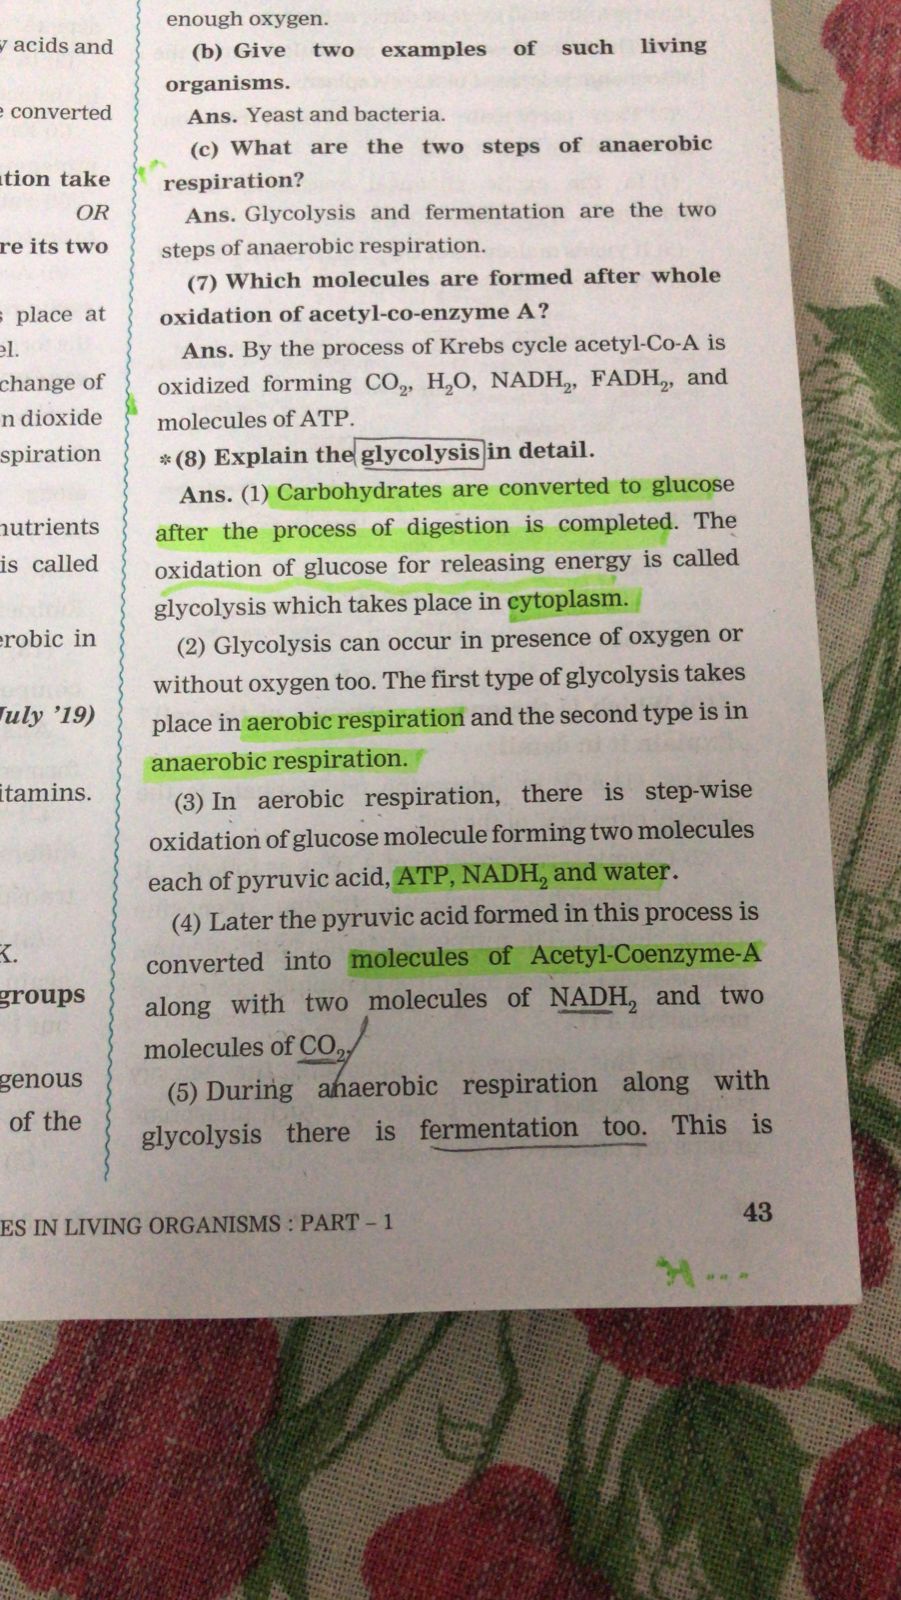 y acids and
converted
tion take
OR
re its two
place at
el.
change of
n dioxide
spiration
nutrients
is called
erobic in
July '19)
itamins.
K.
groups
genous
of the
enough oxygen.
(b) Give two examples of such living
organisms.
Ans. Yeast and bacteria.
(c) What are the two steps of anaerobic
respiration?
Ans. Glycolysis and fermentation are the two
steps of anaerobic respiration.
(7) Which molecules are formed after whole
oxidation of acetyl-co-enzyme A?
Ans. By the process of Krebs cycle acetyl-Co-A is
oxidized forming CO₂, H₂O, NADH₂, FADH₂, and
molecules of ATP.
*(8) Explain the glycolysis in detail.
Ans. (1) Carbohydrates are converted to glucose
after the process of digestion is completed. The
oxidation of glucose for releasing energy is called
glycolysis which takes place in cytoplasm.
(2) Glycolysis can occur in presence of oxygen or
without oxygen too. The first type of glycolysis takes
place in aerobic respiration and the second type is in
anaerobic respiration.
(3) In aerobic respiration, there is step-wise
oxidation of glucose molecule forming two molecules
each of pyruvic acid, ATP, NADH₂ and water.
(4) Later the pyruvic acid formed in this process is
converted into molecules of Acetyl-Coenzyme-A
along with two molecules of NADH₂ and two
molecules of CO₂.
(5) During anaerobic respiration along with
glycolysis there is fermentation too. This is
ES IN LIVING ORGANISMS : PART – 1
43